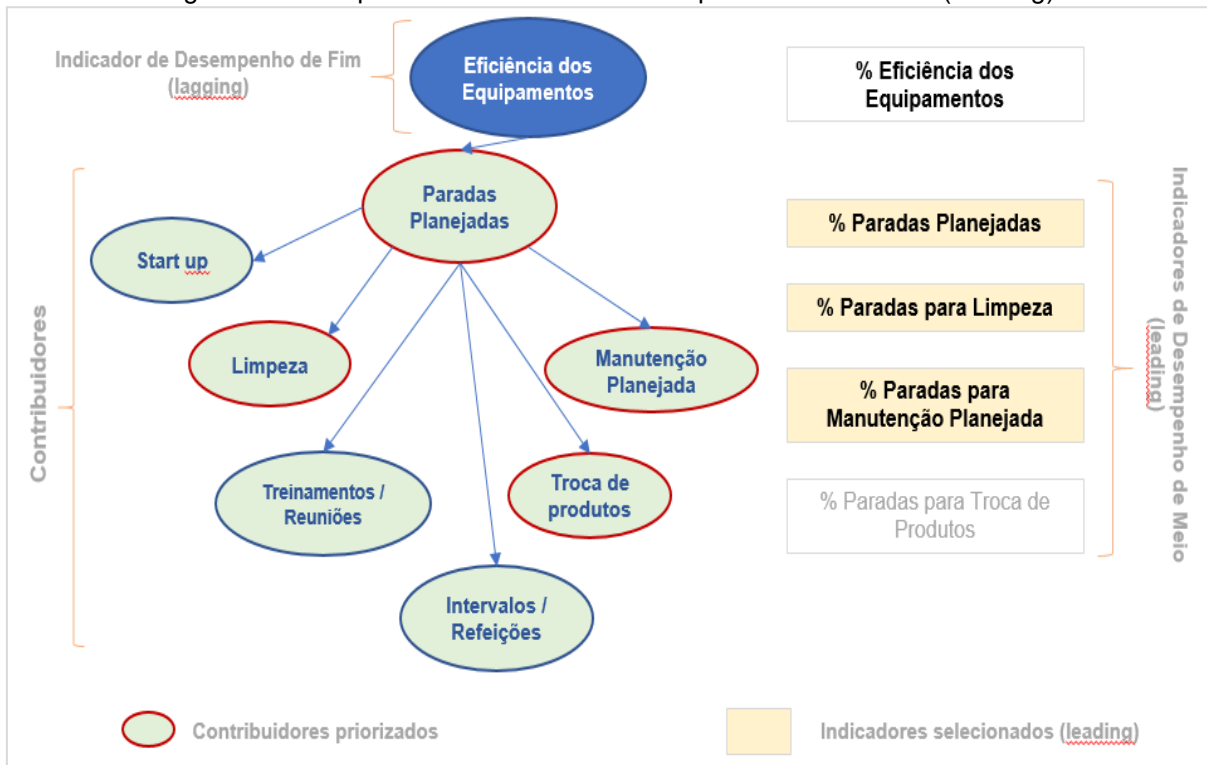 Indicador de Desempenho de Fim
(lagging)
Eficiência dos
Equipamentos
% Eficiência dos
Equipamentos
Contribuidores
Paradas
Planejadas
Start up
Limpeza
Manutenção
Planejada
Treinamentos /
Reuniões
Troca de
produtos
Intervalos /
Refeições
% Paradas Planejadas
% Paradas para Limpeza
% Paradas para
Manutenção Planejada
% Paradas para Troca de
Produtos
Indicadores de Desempenho de Meio
(leading)
Contribuidores priorizados
Indicadores selecionados (leading)